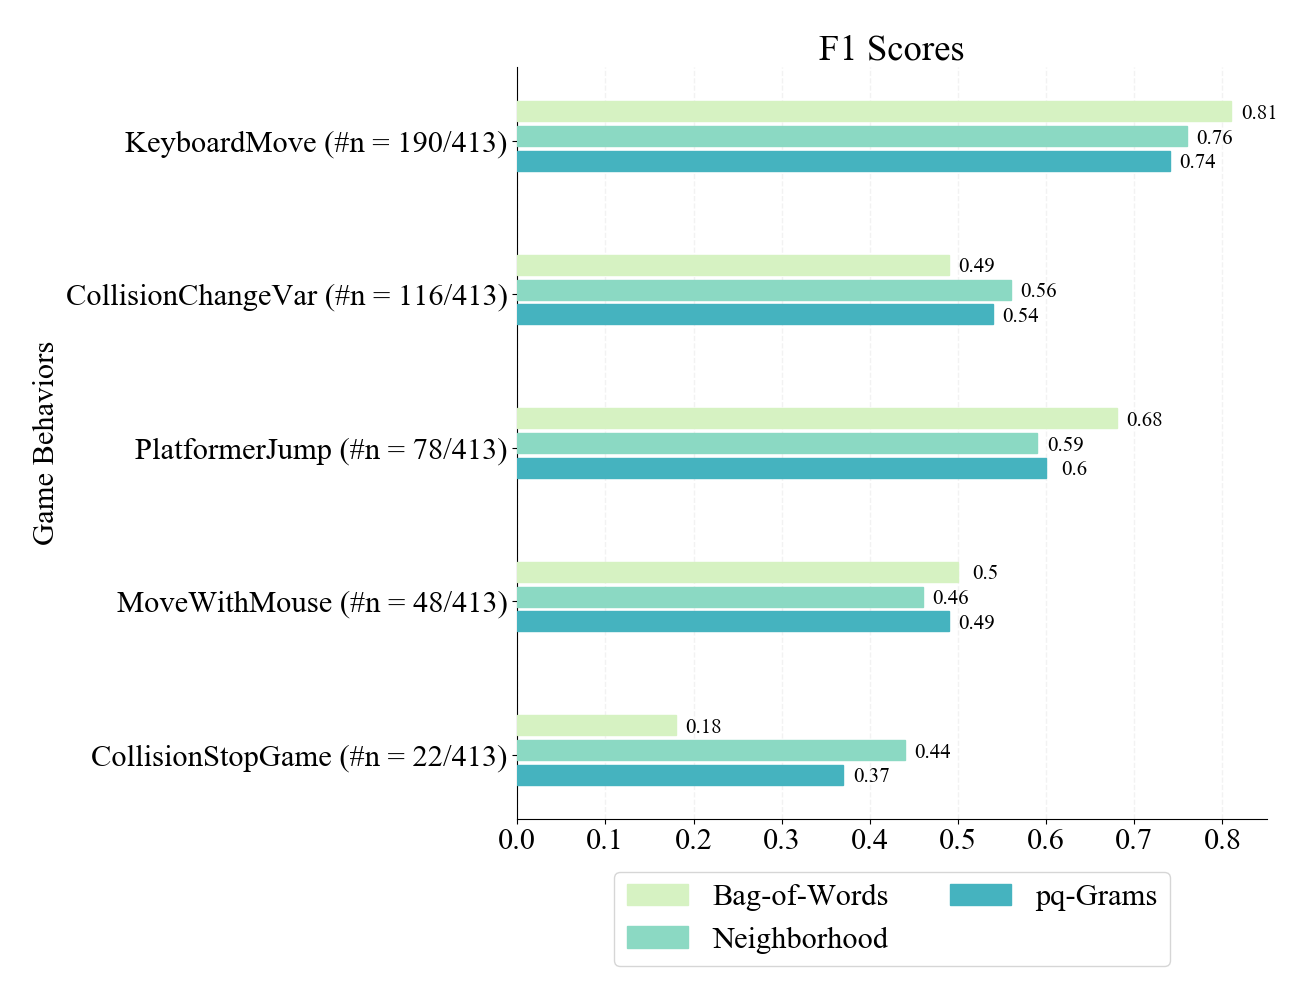 F1 Scores
Game Behaviors
KeyboardMove (#n = 190/413)
0.81
0.76
0.74
CollisionChangeVar (#n = 116/413)
0.49
0.56
0.54
PlatformerJump (#n = 78/413)
0.68
0.59
0.6
MoveWithMouse (#n = 48/413)
0.5
0.46
0.49
CollisionStopGame (#n = 22/413)
0.18
0.44
0.37
0.0 0.1 0.2 0.3 0.4 0.5 0.6 0.7 0.8
Bag-of-Words pq-Grams
Neighborhood